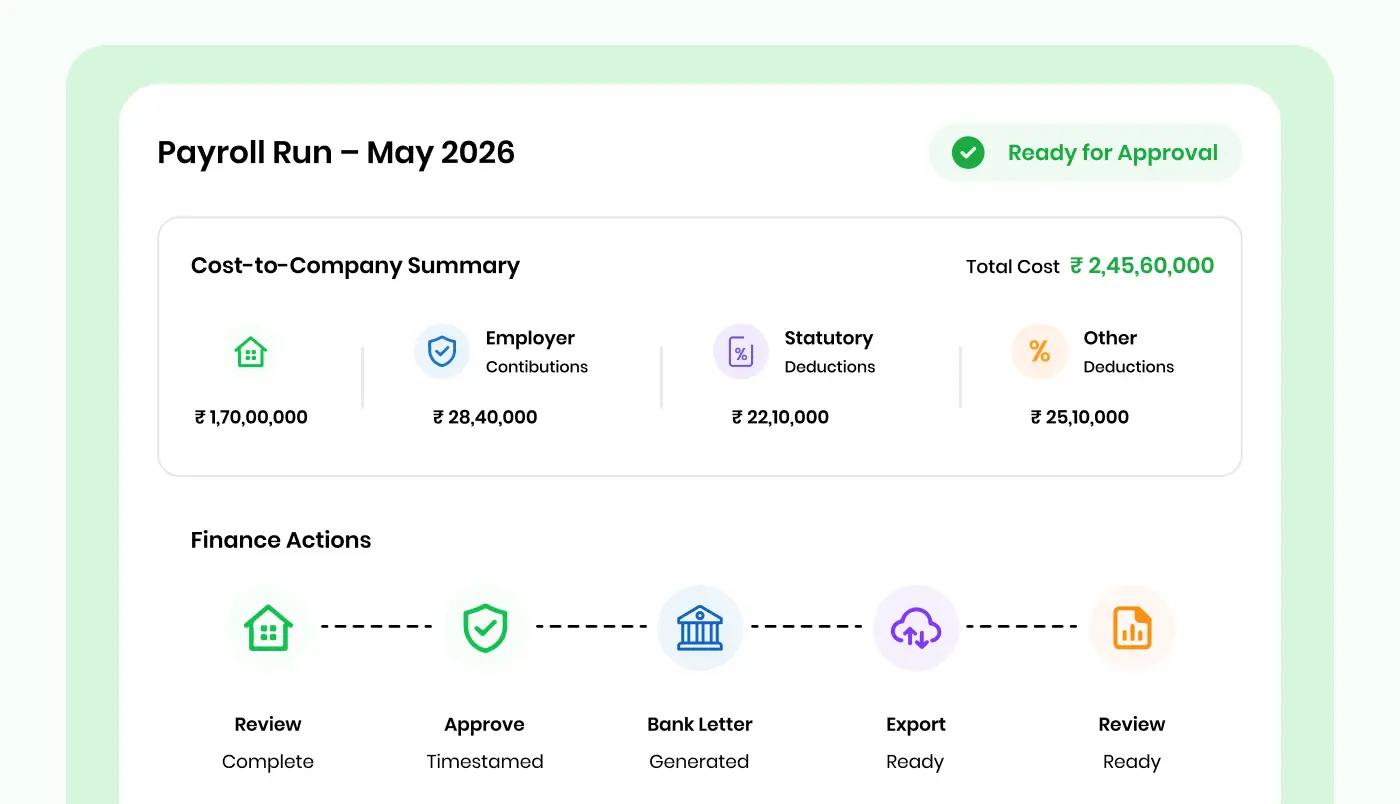 Payroll Run – May 2026
Ready for Approval
Cost-to-Company Summary
Total Cost ₹ 2,45,60,000
Employer
Contibutions
Statutory
Deductions
Other
Deductions
₹ 1,70,00,000
₹ 28,40,000
₹ 22,10,000
₹ 25,10,000
Finance Actions
Review
Approve
Bank Letter
Export
Review
Complete
Timestamed
Generated
Ready
Ready